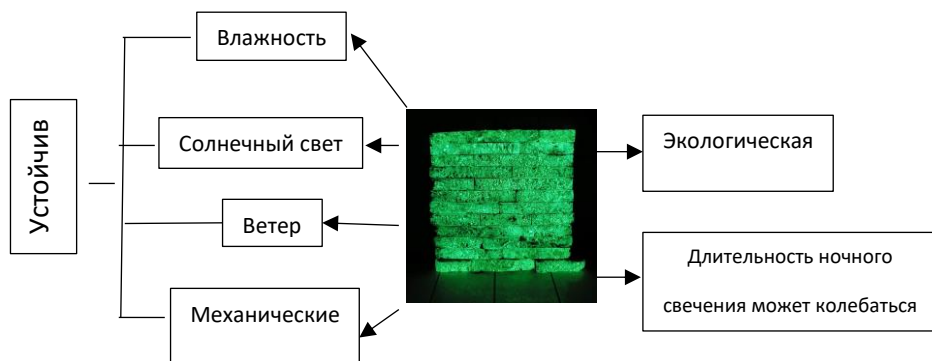 Устойчив
Влажность
Солнечный свет
Ветер
Механические
Экологическая
Длительность ночного
свечения может колебаться